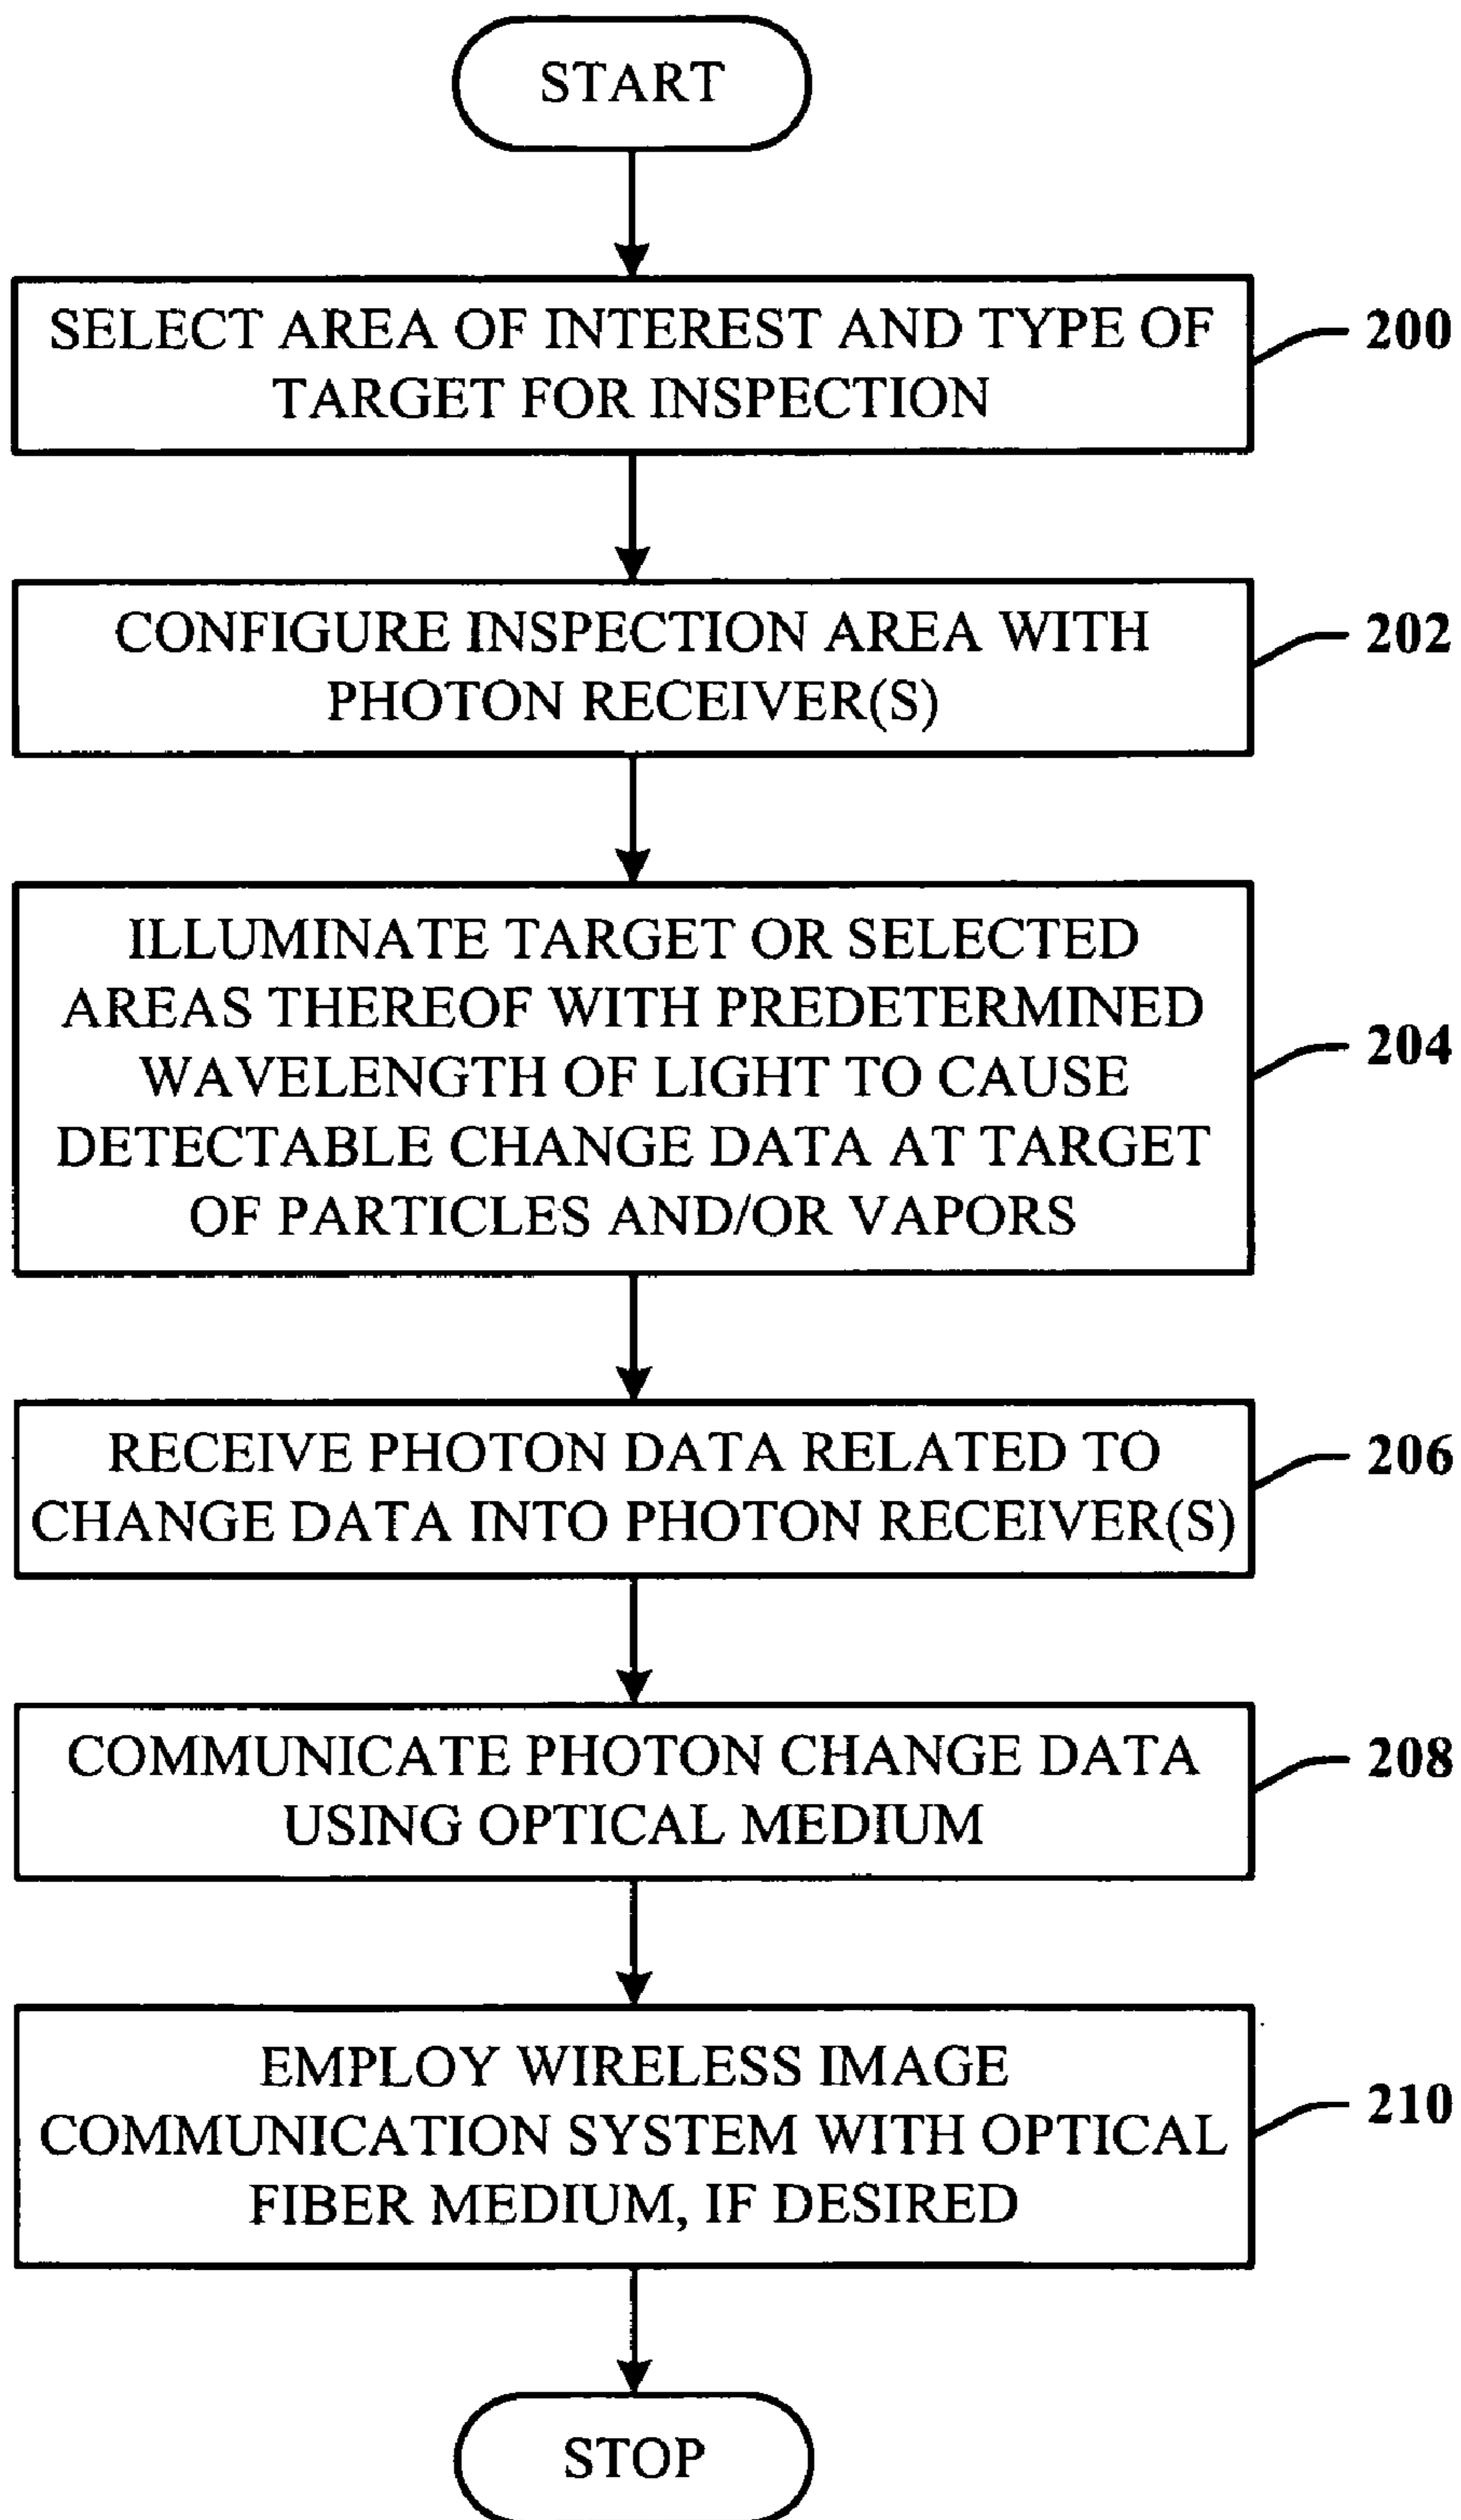 START
SELECT AREA OF INTEREST AND TYPE OF
TARGET FOR INSPECTION
200
CONFIGURE INSPECTION AREA WITH
PHOTON RECEIVER(S)
202
ILLUMINATE TARGET OR SELECTED
AREAS THEREOF WITH PREDETERMINED
WAVELENGTH OF LIGHT TO CAUSE
DETECTABLE CHANGE DATA AT TARGET
OF PARTICLES AND/OR VAPORS
204
RECEIVE PHOTON DATA RELATED TO
CHANGE DATA INTO PHOTON RECEIVER(S)
206
COMMUNICATE PHOTON CHANGE DATA
USING OPTICAL MEDIUM
208
EMPLOY WIRELESS IMAGE
COMMUNICATION SYSTEM WITH OPTICAL
FIBER MEDIUM, IF DESIRED
210
STOP